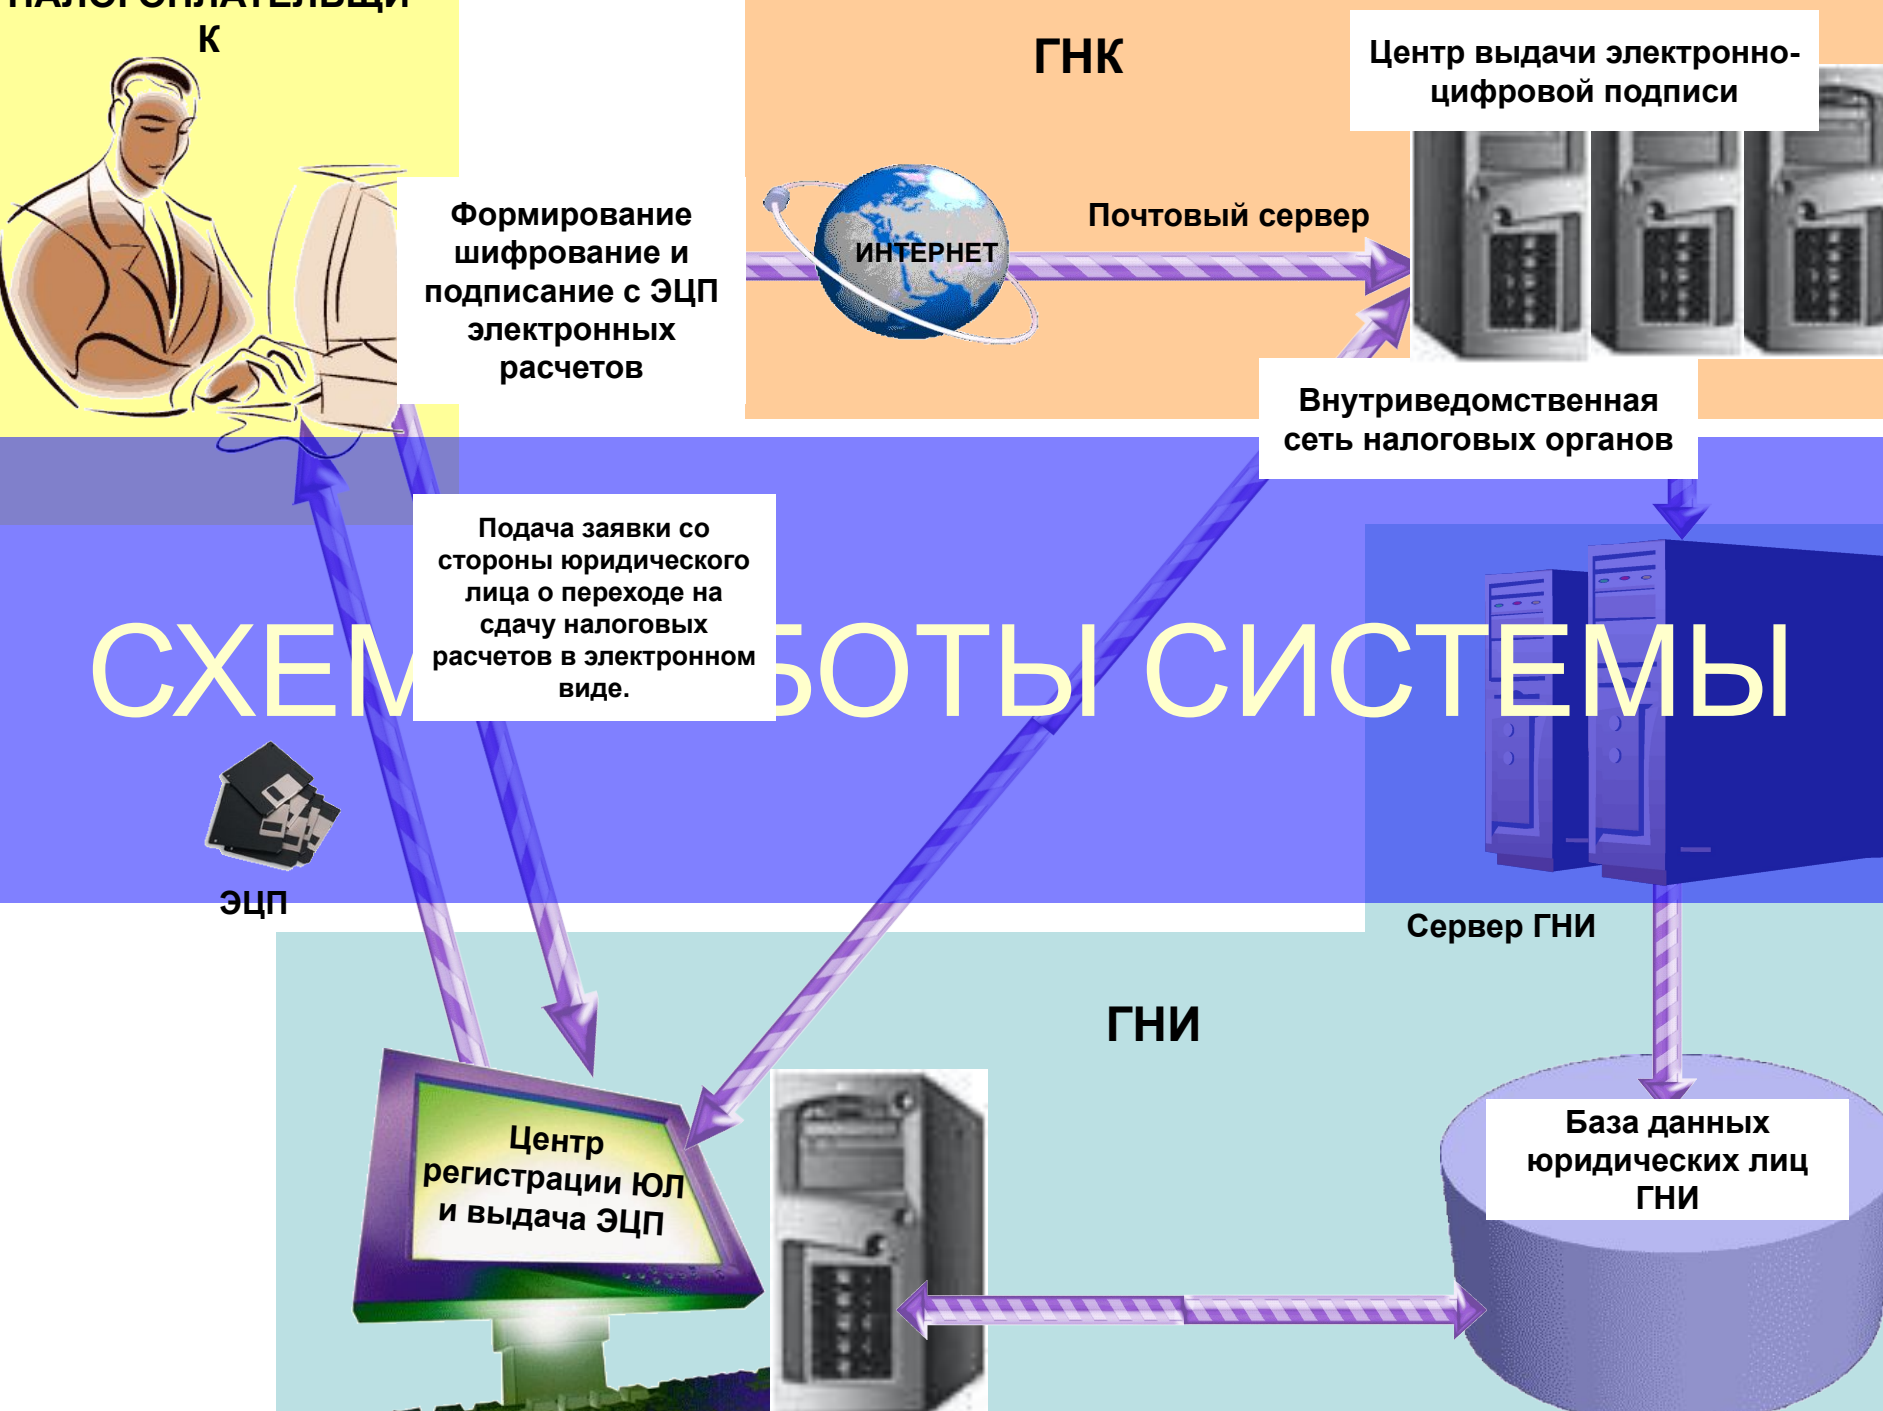 НАЛОГОПЛАТЕЛЬЩИ
К
ГНК
Центр выдачи электронно-
цифровой подписи
Формирование
шифрование и
подписание с ЭЦП
электронных
расчетов
ИНТЕРНЕТ
Почтовый сервер
Внутриведомственная
сеть налоговых органов
Подача заявки со
стороны юридического
лица о переходе на
сдачу налоговых
расчетов в электронном
виде.
СХЕМ БОТЫ СИСТЕМЫ
ЭЦП
Сервер ГНИ
ГНИ
Центр
регистрации ЮЛ
и выдача ЭЦП
База данных
юридических лиц
ГНИ